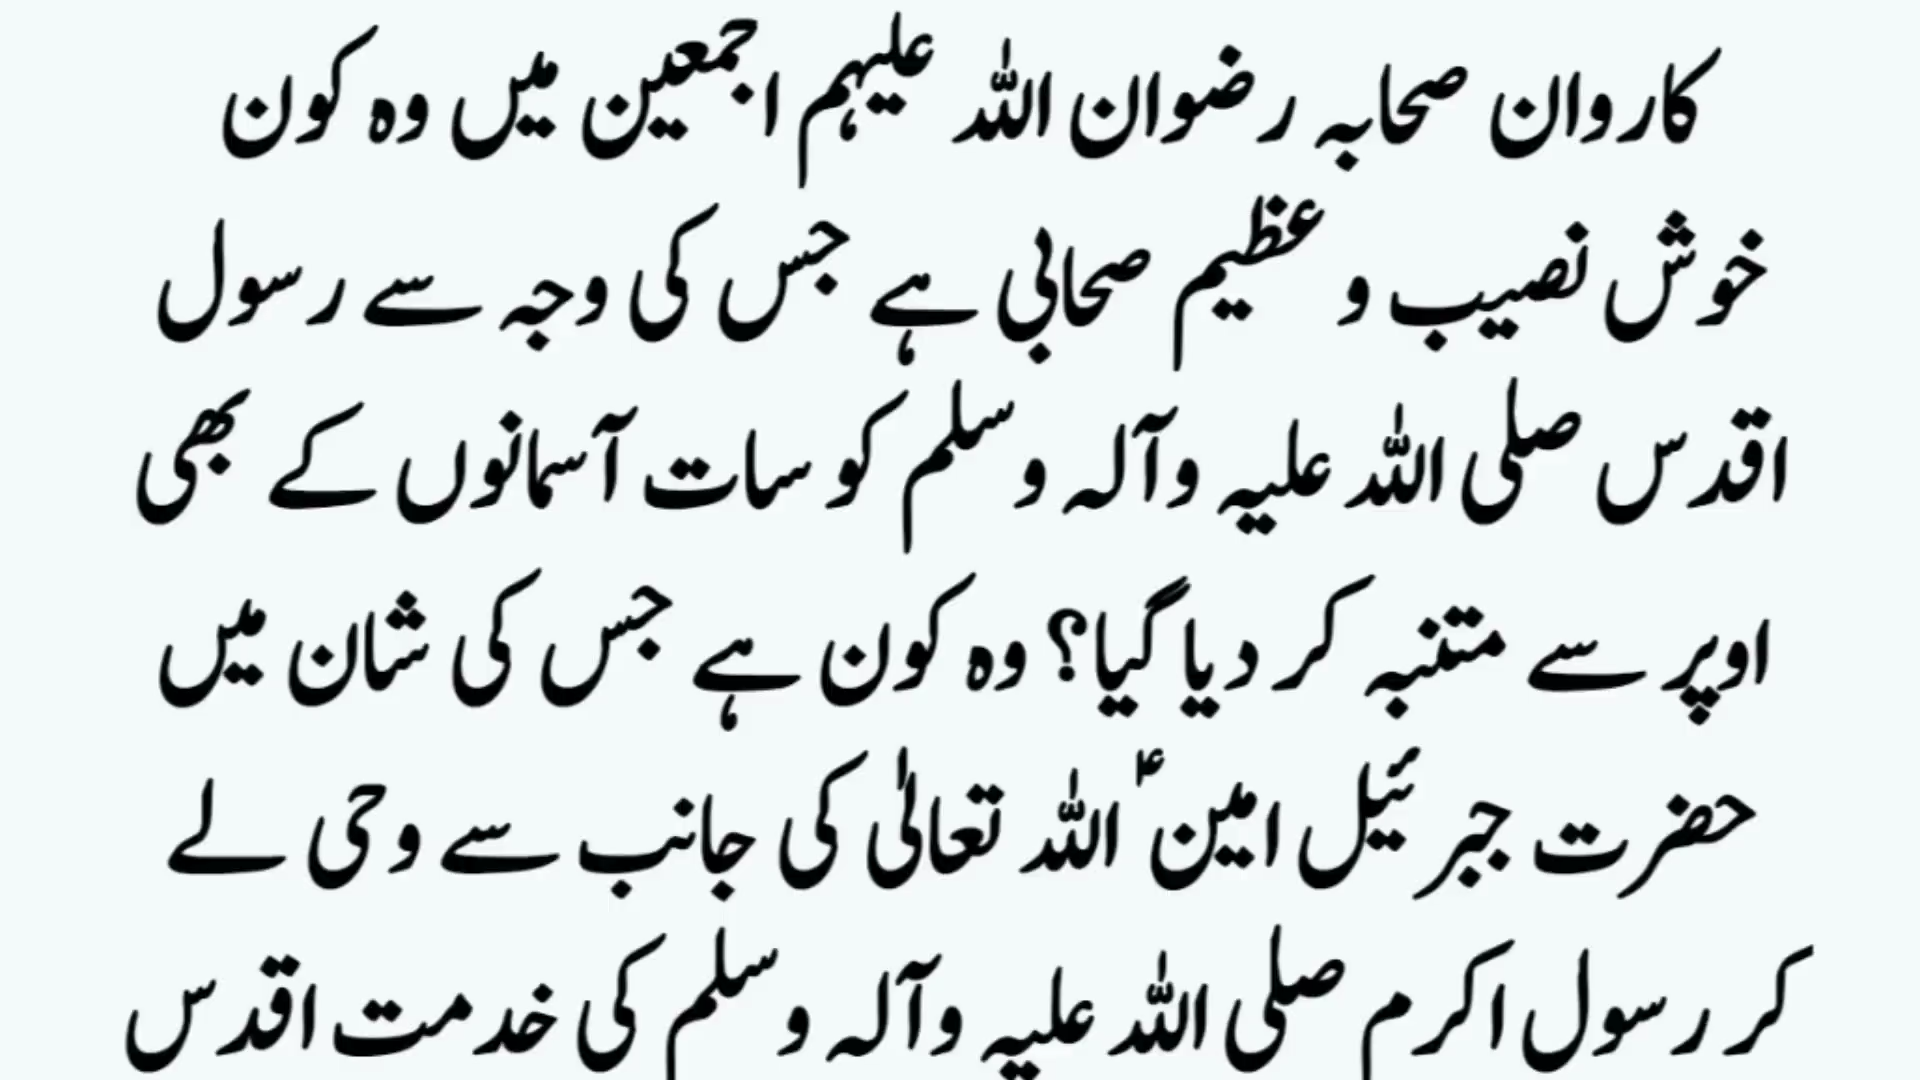 کاروان صحابہ رضوان اللہ علیہم اجمعین میں وہ کون
خوش نصیب و عظیم صحابی ہے جس کی وجہ سے رسول
اقدس صلی اللہ علیہ وآلہ وسلم کو سات آسمانوں کے بھی
اوپر سے متنبہ کر دیا گیا؟ وہ کون ہے جس کی شان میں
حضرت جبرئیل امینؑ اللہ تعالیٰ کی جانب سے وحی لے
کر رسول اکرم صلی اللہ علیہ وآلہ وسلم کی خدمت اقدس